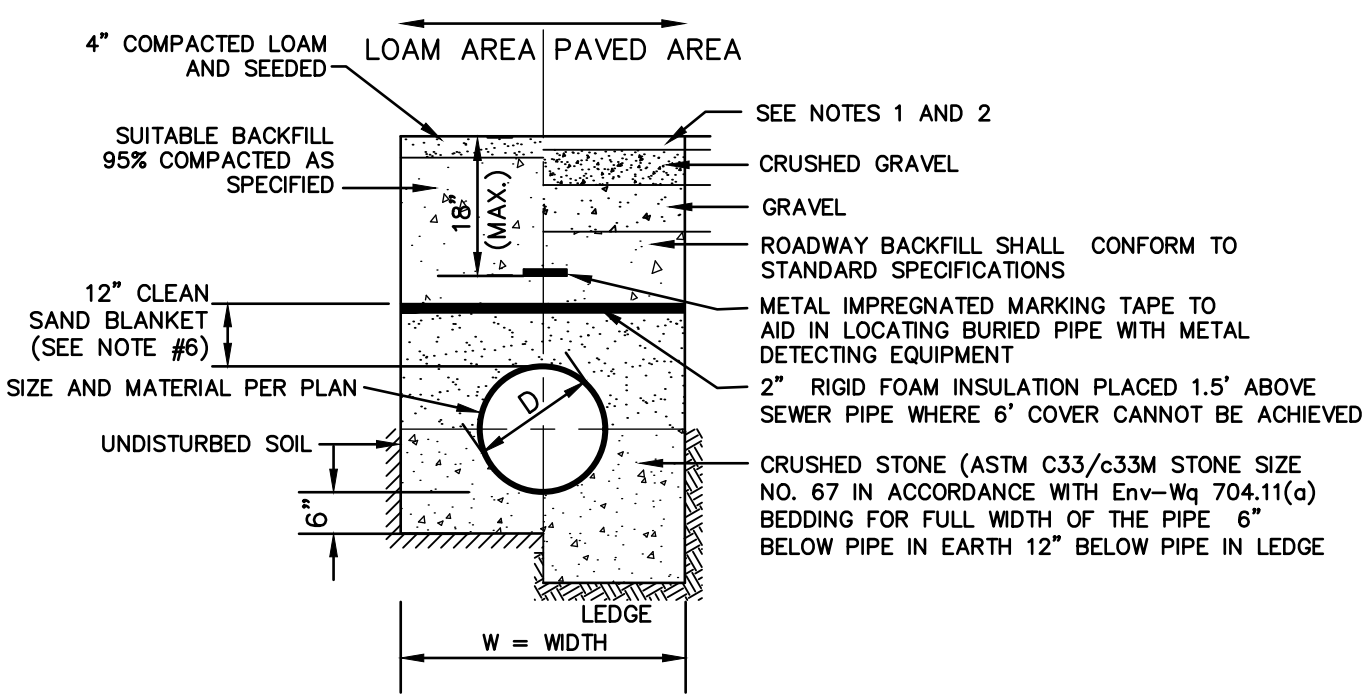 LOAM AREA PAVED AREA
4" COMPACTED LOAM
AND SEEDED
SUITABLE BACKFILL
95% COMPACTED AS
SPECIFIED
18"
(MAX.)
12" CLEAN
SAND BLANKET
(SEE NOTE #6)
SIZE AND MATERIAL PER PLAN
D
UNDISTURBED SOIL
6"
SEE NOTES 1 AND 2
CRUSHED GRAVEL
GRAVEL
ROADWAY BACKFILL SHALL CONFORM TO
STANDARD SPECIFICATIONS
METAL IMPREGNATED MARKING TAPE TO
AID IN LOCATING BURIED PIPE WITH METAL
DETECTING EQUIPMENT
2" RIGID FOAM INSULATION PLACED 1.5' ABOVE
SEWER PIPE WHERE 6' COVER CANNOT BE ACHIEVED
CRUSHED STONE (ASTM C33/c33M STONE SIZE
NO. 67 IN ACCORDANCE WITH Env-Wq 704.11(a)
BEDDING FOR FULL WIDTH OF THE PIPE 6"
BELOW PIPE IN EARTH 12" BELOW PIPE IN LEDGE
LEDGE
W = WIDTH